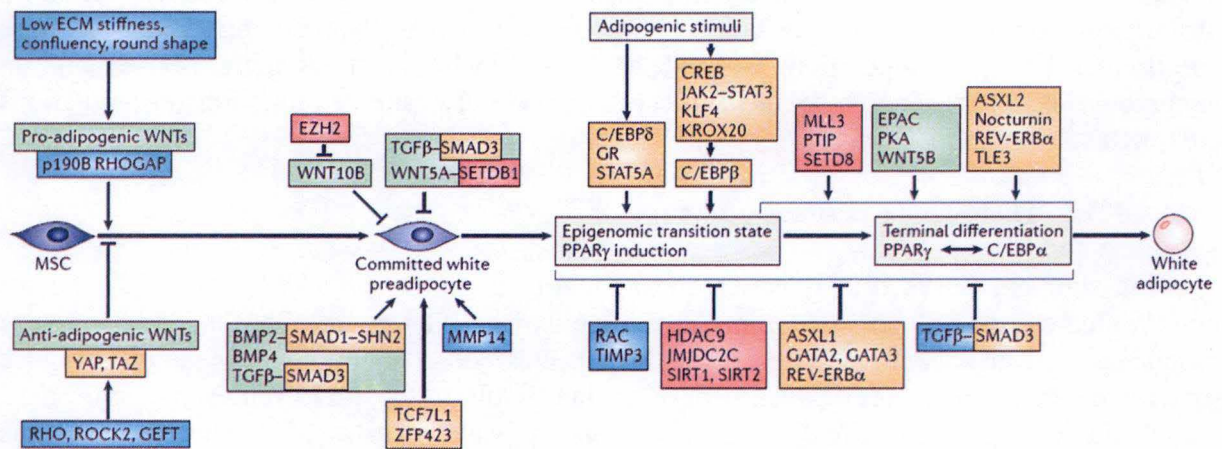 Low ECM stiffness,
confluency, round shape
Pro-adipogenic WNTs
p190B RHOGAP
MSC
Anti-adipogenic WNTs
YAP, TAZ
RHO, ROCK2, GEFT
EZH2
WNT10B
TGFβ–SMAD3
WNT5A–SETDB1
Committed white
preadipocyte
BMP2–SMAD1–SHN2
BMP4
TGFβ–SMAD3
MMP14
TCF7L1
ZFP423
Adipogenic stimuli
C/EBPδ
GR
STAT5A
CREB
JAK2–STAT3
KLF4
KROX20
C/EBPβ
Epigenomic transition state
PPARγ induction
MLL3
PTIP
SETD8
EPAC
PKA
WNT5B
ASXL2
Nocturnin
REV-ERBα
TLE3
Terminal differentiation
PPARγ C/EBPα
White
adipocyte
RAC
TIMP3
HDAC9
JMJDC2C
SIRT1, SIRT2
ASXL1
GATA2, GATA3
REV-ERBα
TGFβ–SMAD3